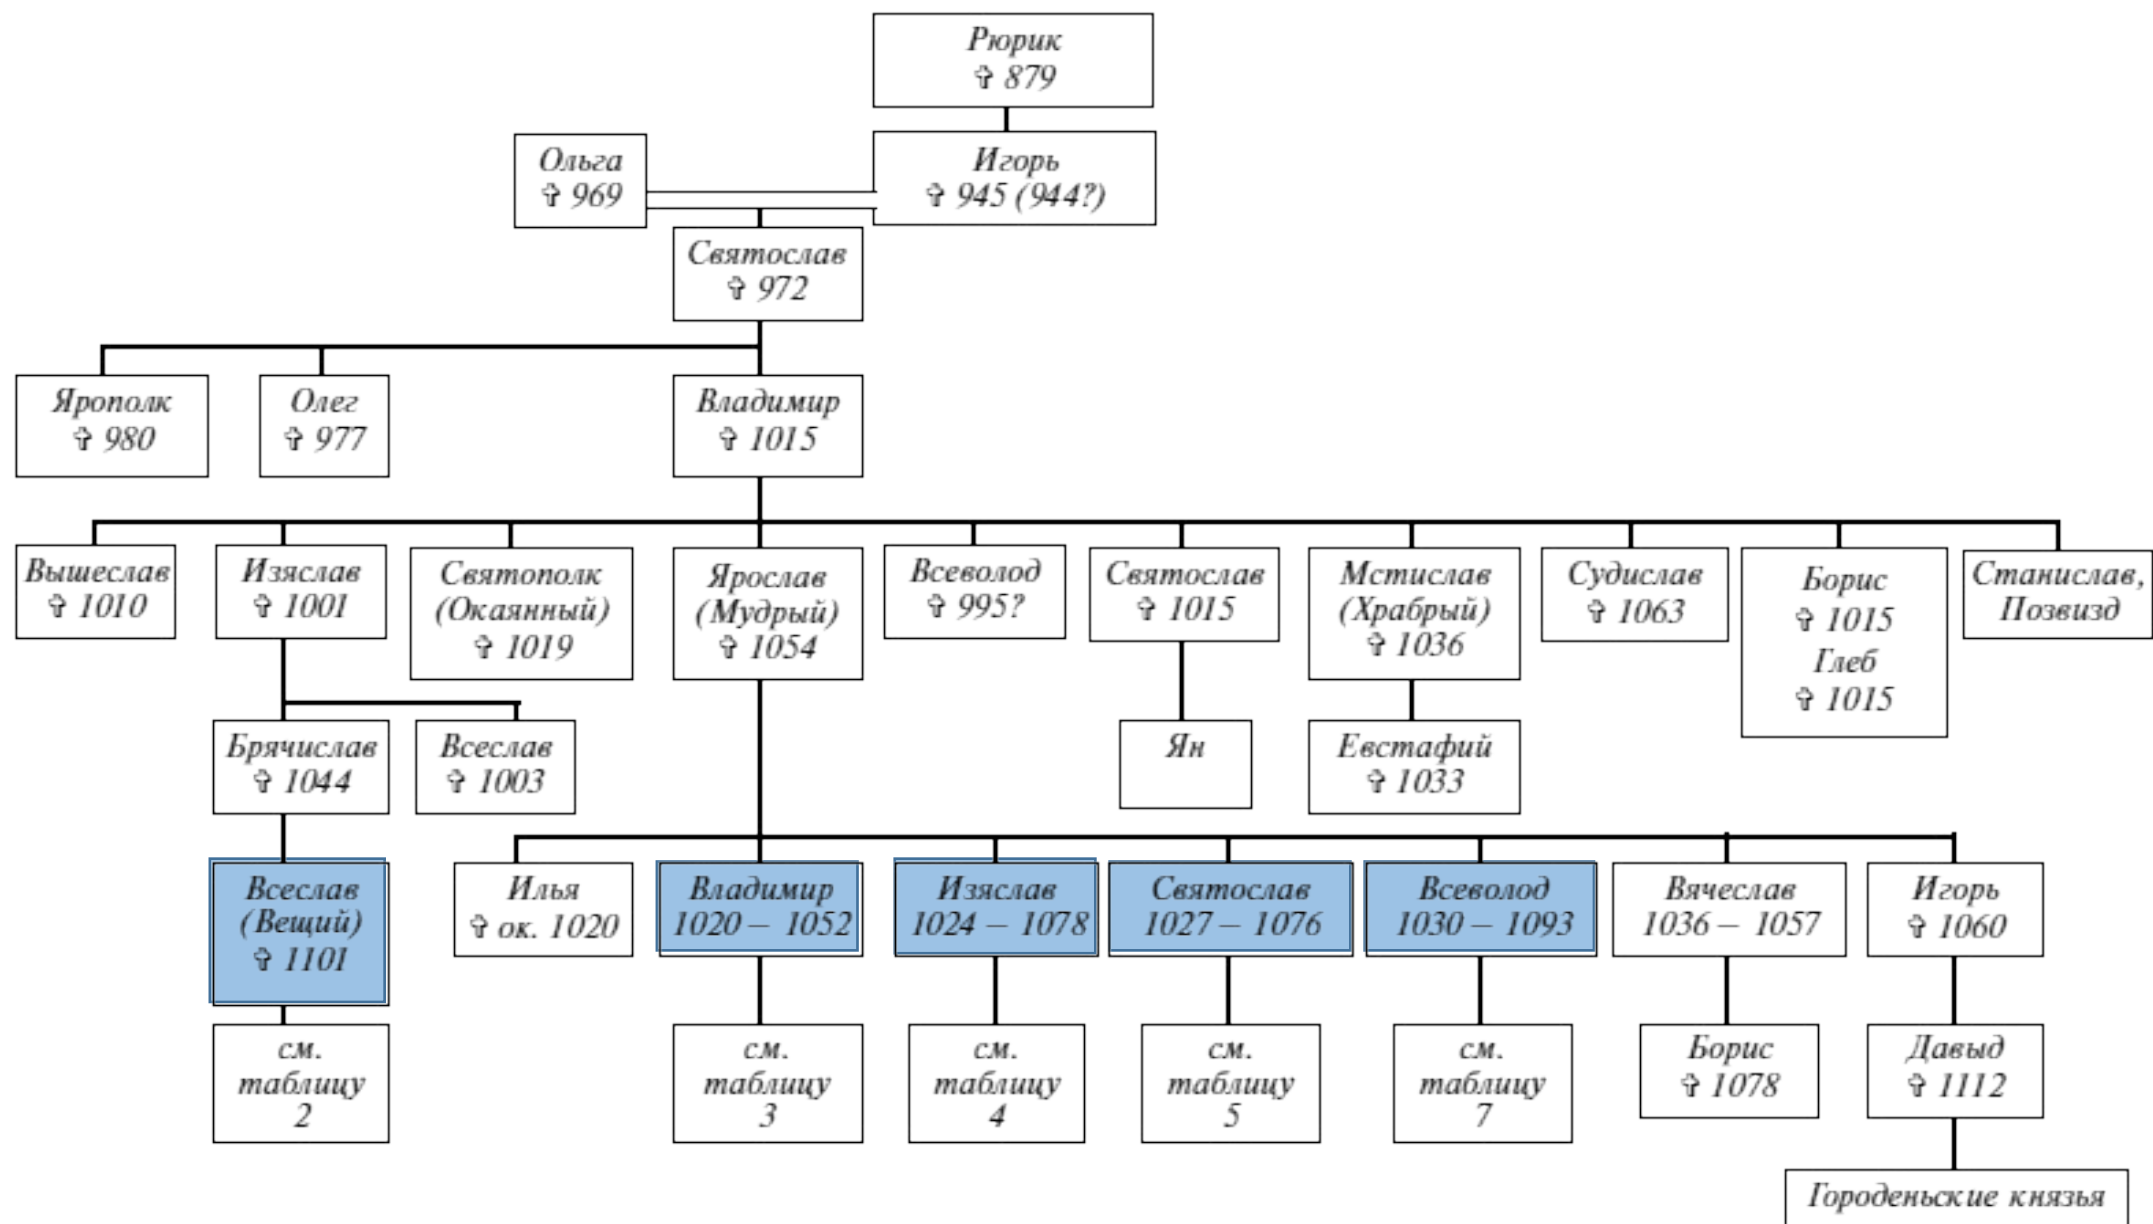 Рюрик
✞ 879
Ольга
✞ 969
Игорь
✞ 945 (944?)
Святослав
✞ 972
Ярополк
✞ 980
Олег
✞ 977
Владимир
✞ 1015
Вышеслав
✞ 1010
Изяслав
✞ 1001
Святополк
(Окаянный)
✞ 1019
Ярослав
(Мудрый)
✞ 1054
Всеволод
✞ 995?
Святослав
✞ 1015
Мстислав
(Храбрый)
✞ 1036
Судислав
✞ 1063
Борис
✞ 1015
Глеб
✞ 1015
Станислав,
Позвизд
Брячислав
✞ 1044
Всеслав
✞ 1003
Ян
Евстафий
✞ 1033
Всеслав
(Вещий)
✞ 1101
Илья
✞ ок. 1020
Владимир
1020 – 1052
Изяслав
1024 – 1078
Святослав
1027 – 1076
Всеволод
1030 – 1093
Вячеслав
1036 – 1057
Игорь
✞ 1060
см.
таблицу
2
см.
таблицу
3
см.
таблицу
4
см.
таблицу
5
см.
таблицу
7
Борис
✞ 1078
Давыд
✞ 1112
Городеньские князья